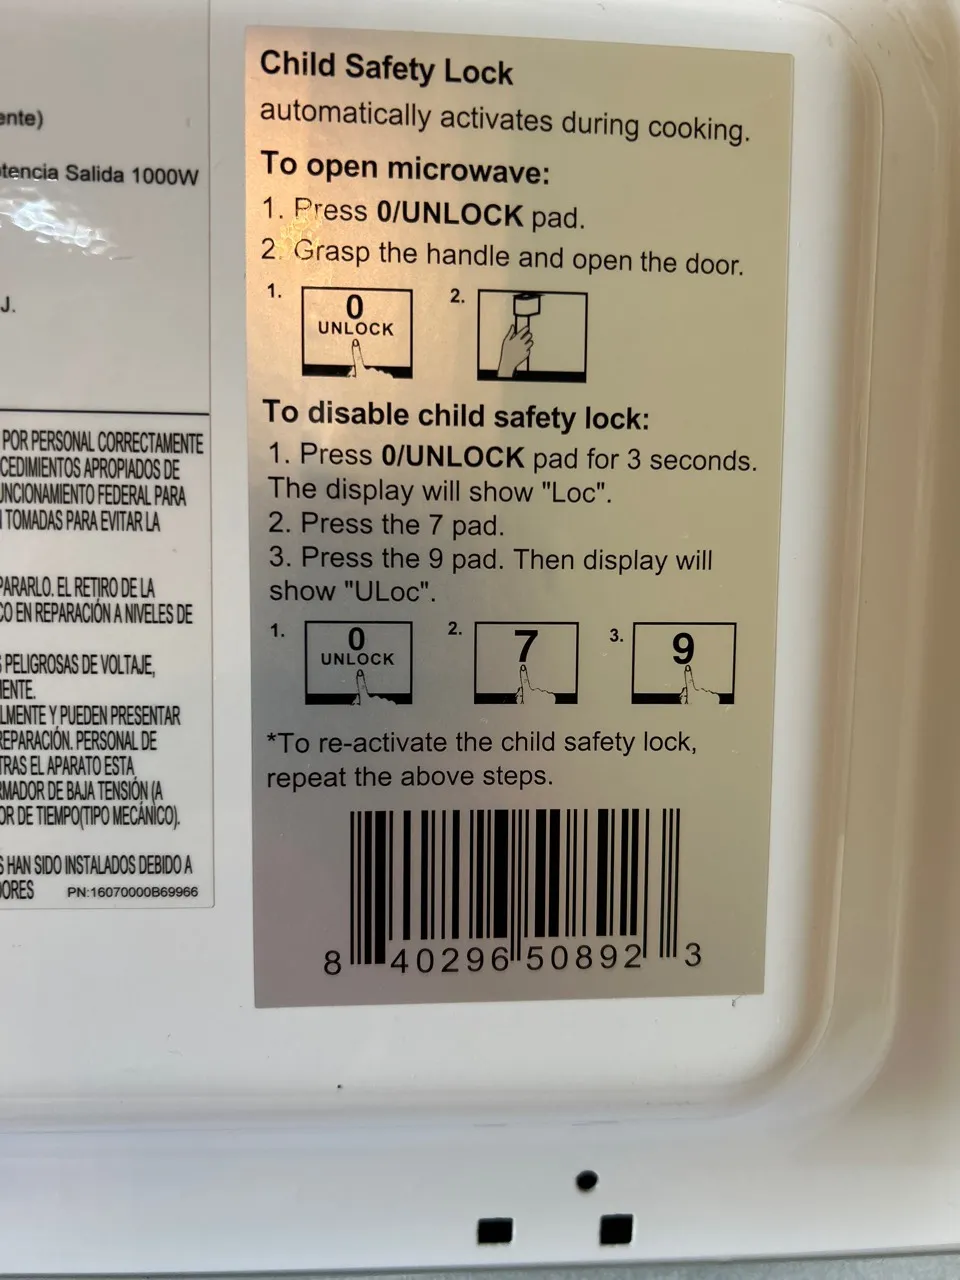 ente)
tencia Salida 1000W
J.
POR PERSONAL CORRECTAMENTE
CEDIMIENTOS APROPIADOS DE
UNCIONAMIENTO FEDERAL PARA
TOMADAS PARA EVITAR LA
PARARLO. EL RETIRO DE LA
CO EN REPARACIÓN A NIVELES DE
S PELIGROSAS DE VOLTAJE,
MENTE.
LMENTE Y PUEDEN PRESENTAR
REPARACIÓN. PERSONAL DE
TRAS EL APARATO ESTA
RMADOR DE BAJA TENSIÓN (A
OR DE TIEMPO(TIPO MECÁNICO).
S HAN SIDO INSTALADOS DEBIDO A
DORES PN:16070000B69966
Child Safety Lock
automatically activates during cooking.
To open microwave:
1. Press 0/UNLOCK pad.
2. Grasp the handle and open the door.
1. 0 2.
UNLOCK
To disable child safety lock:
1. Press 0/UNLOCK pad for 3 seconds.
The display will show "Loc".
2. Press the 7 pad.
3. Press the 9 pad. Then display will
show "ULoc".
1. 0 2. 7 3. 9
UNLOCK
*To re-activate the child safety lock,
repeat the above steps.
8 40296 50892 3